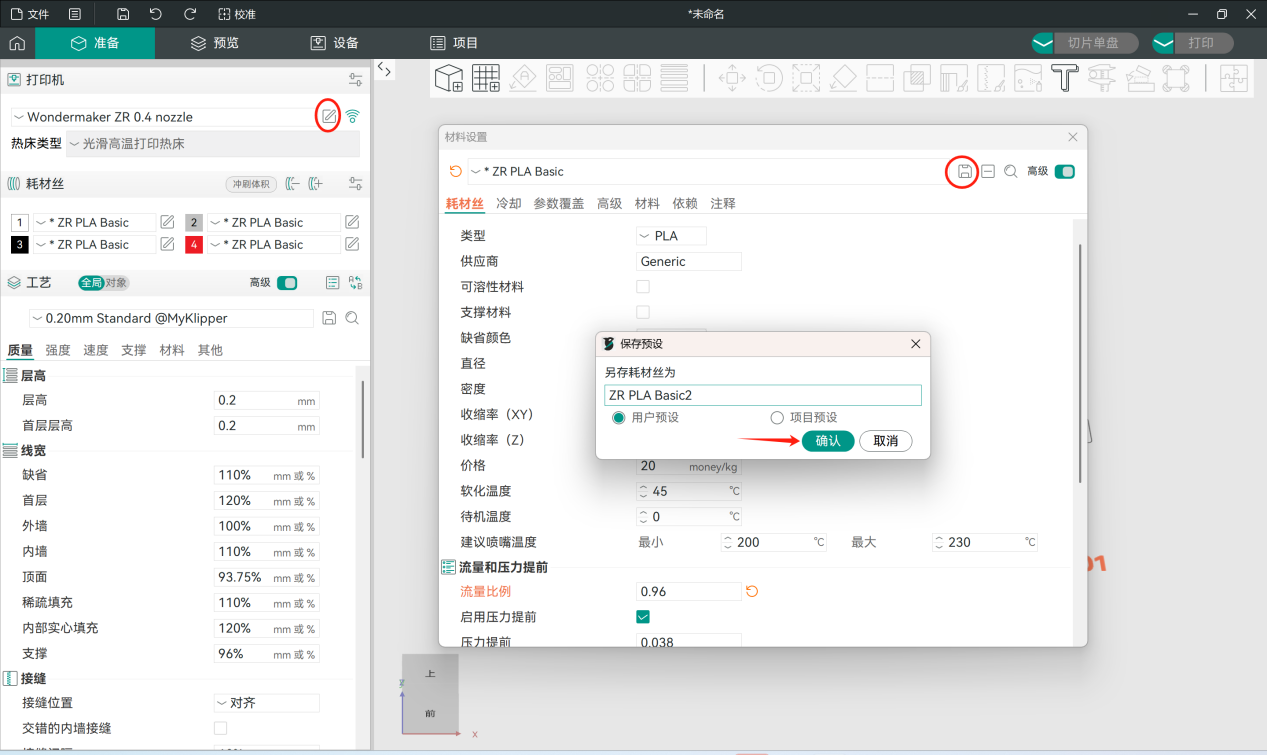 文件
校准
*未命名
准备
预览
设备
项目
切片单盘
打印
打印机
Wondermaker ZR 0.4 nozzle
热床类型
光滑高温打印热床
耗材丝
冲刷体积
1 * ZR PLA Basic
2 * ZR PLA Basic
3 * ZR PLA Basic
4 * ZR PLA Basic
工艺
全局 对象
高级
0.20mm Standard @MyKlipper
质量 强度 速度 支撑 材料 其他
层高
层高 0.2 mm
首层层高 0.2 mm
线宽
缺省 110% mm 或 %
首层 120% mm 或 %
外墙 100% mm 或 %
内墙 110% mm 或 %
顶面 93.75% mm 或 %
稀疏填充 110% mm 或 %
内部实心填充 120% mm 或 %
支撑 96% mm 或 %
接缝
接缝位置 对齐
交错的内墙接缝
材料设置
* ZR PLA Basic
高级
耗材丝 冷却 参数覆盖 高级 材料 依赖 注释
类型 PLA
供应商 Generic
可溶性材料
支撑材料
缺省颜色
直径
密度
收缩率（XY）
收缩率（Z）
价格 20 money/kg
软化温度 45 °C
待机温度 0 °C
建议喷嘴温度 最小 200 °C 最大 230 °C
流量和压力提前
流量比例 0.96
启用压力提前
压力提前 0.038
保存预设
另存耗材丝为
ZR PLA Basic2
用户预设 项目预设
确认 取消
上
前
x
01